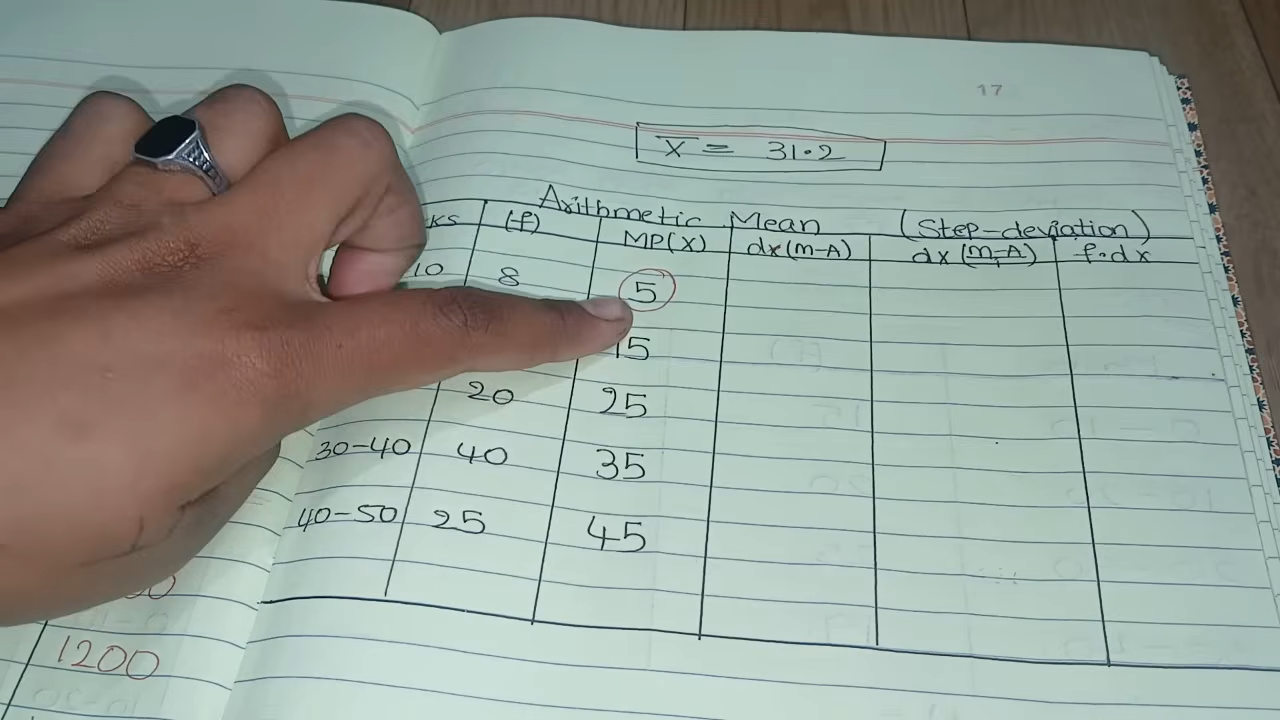 17
X̄ = 31.2
Arithmetic Mean (Step-deviation)
ks (f) MP(X) dx(m-A) dx (m-A/i) f.dx
10 8 5
15
20 25
30-40 40 35
40-50 25 45
1200